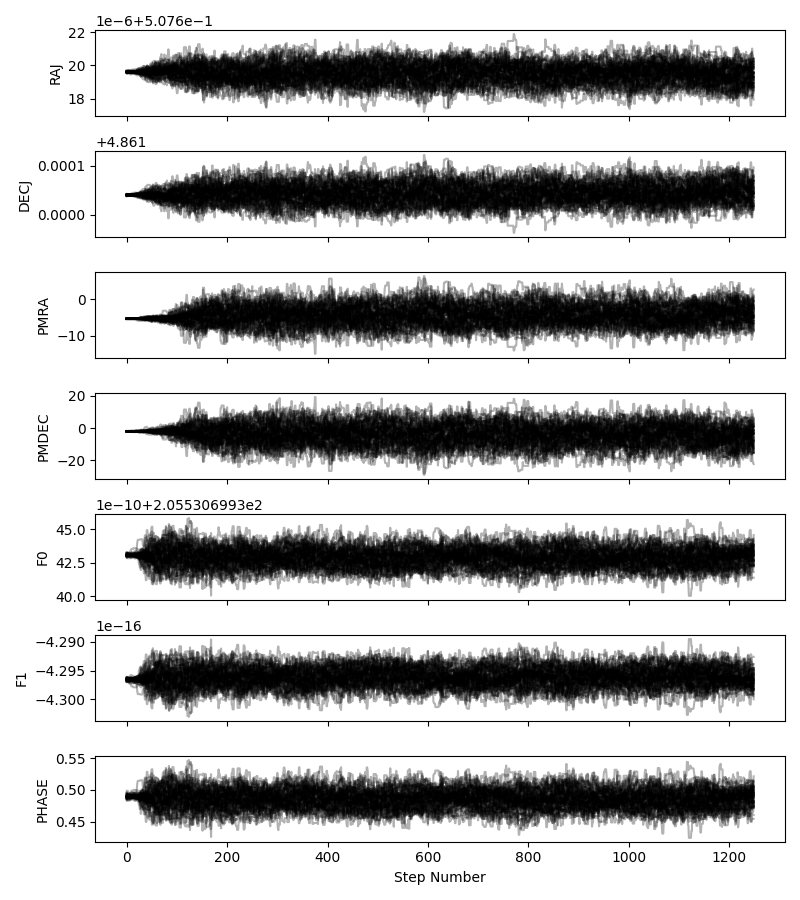 1e−6+5.076e−1
22
20
18
RAJ
+4.861
0.0001
0.0000
DECJ
0
−10
PMRA
20
0
−20
PMDEC
1e−10+2.055306993e2
45.0
42.5
40.0
F0
1e−16
−4.290
−4.295
−4.300
F1
0.55
0.50
0.45
PHASE
0 200 400 600 800 1000 1200
Step Number